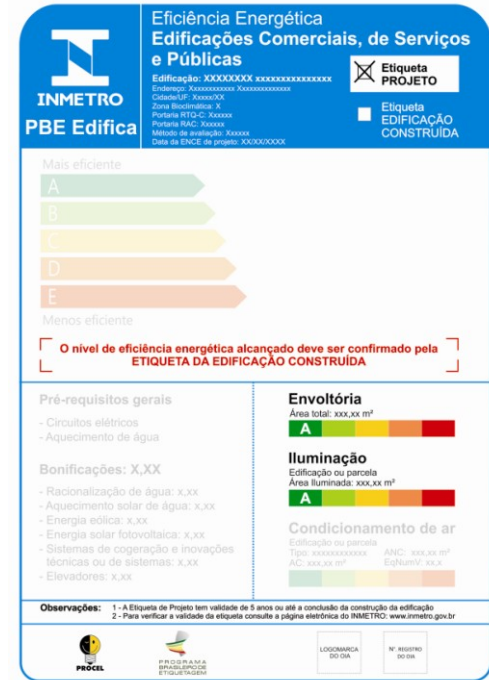 Eficiência Energética
Edificações Comerciais, de Serviços
e Públicas
Edificação: XXXXXXXX xxxxxxxxxxxxxxx
Endereço: Xxxxxxxxxxxx Xxxxxxxxxxxxxx
Cidade/UF: Xxxxx/XX
Zona Bioclimática: X
Portaria RTQ-C: Xxxxxx
Portaria RAC: Xxxxxx
Método de avaliação: Xxxxxx
Data da ENCE de projeto: XX/XX/XXXX
Etiqueta
PROJETO
Etiqueta
EDIFICAÇÃO
CONSTRUÍDA
INMETRO
PBE Edifica
Mais eficiente
A
B
C
D
E
Menos eficiente
O nível de eficiência energética alcançado deve ser confirmado pela
ETIQUETA DA EDIFICAÇÃO CONSTRUÍDA
Pré-requisitos gerais
- Circuitos elétricos
- Aquecimento de água
Bonificações: X,XX
- Racionalização de água: x,xx
- Aquecimento solar de água: x,xx
- Energia eólica: x,xx
- Energia solar fotovoltaica: x,xx
- Sistemas de cogeração e inovações
técnicas ou de sistemas: x,xx
- Elevadores: x,xx
Envoltória
Área total: xxx,xx m²
A
Iluminação
Edificação ou parcela
Área Iluminada: xxx,xx m²
A
Condicionamento de ar
Edificação ou parcela
Tipo: xxxxxxxxxxxx ANC: xxx,xx m²
AC: xxx,xx m² EqNumV: xx,x
Observações: 1 - A Etiqueta de Projeto tem validade de 5 anos ou até a conclusão da construção da edificação
2 - Para verificar a validade da etiqueta consulte a página eletrônica do INMETRO: www.inmetro.gov.br
PROCEL
PROGRAMA
BRASILEIRO DE
ETIQUETAGEM
LOGOMARCA
DO OIA
N°. REGISTRO
DO OIA